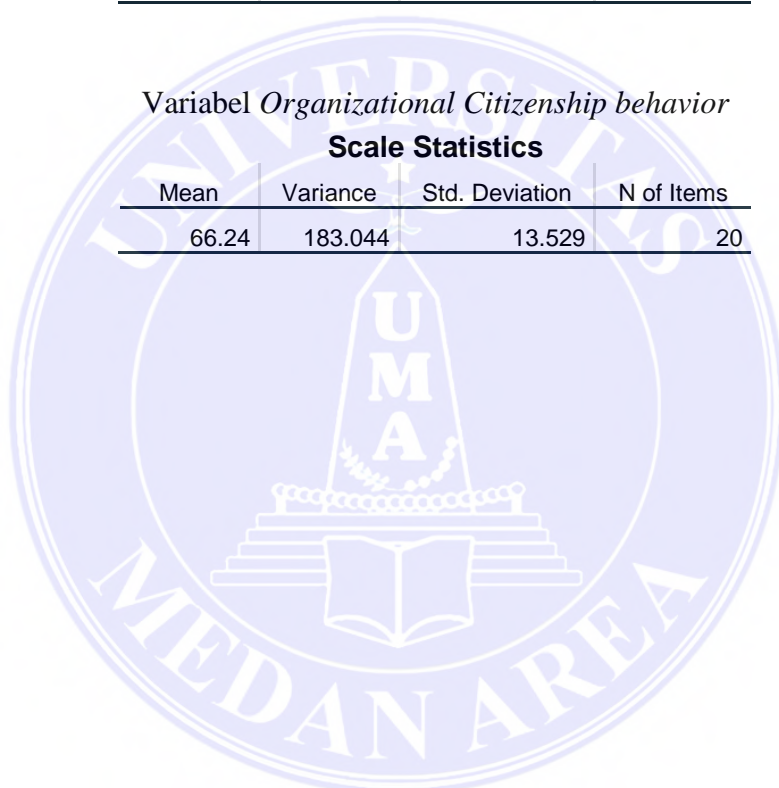 Variabel Organizational Citizenship behavior
Scale Statistics
Mean Variance Std. Deviation N of Items
66.24 183.044 13.529 20
UNIVERSITAS
U
M
A
MEDAN AREA